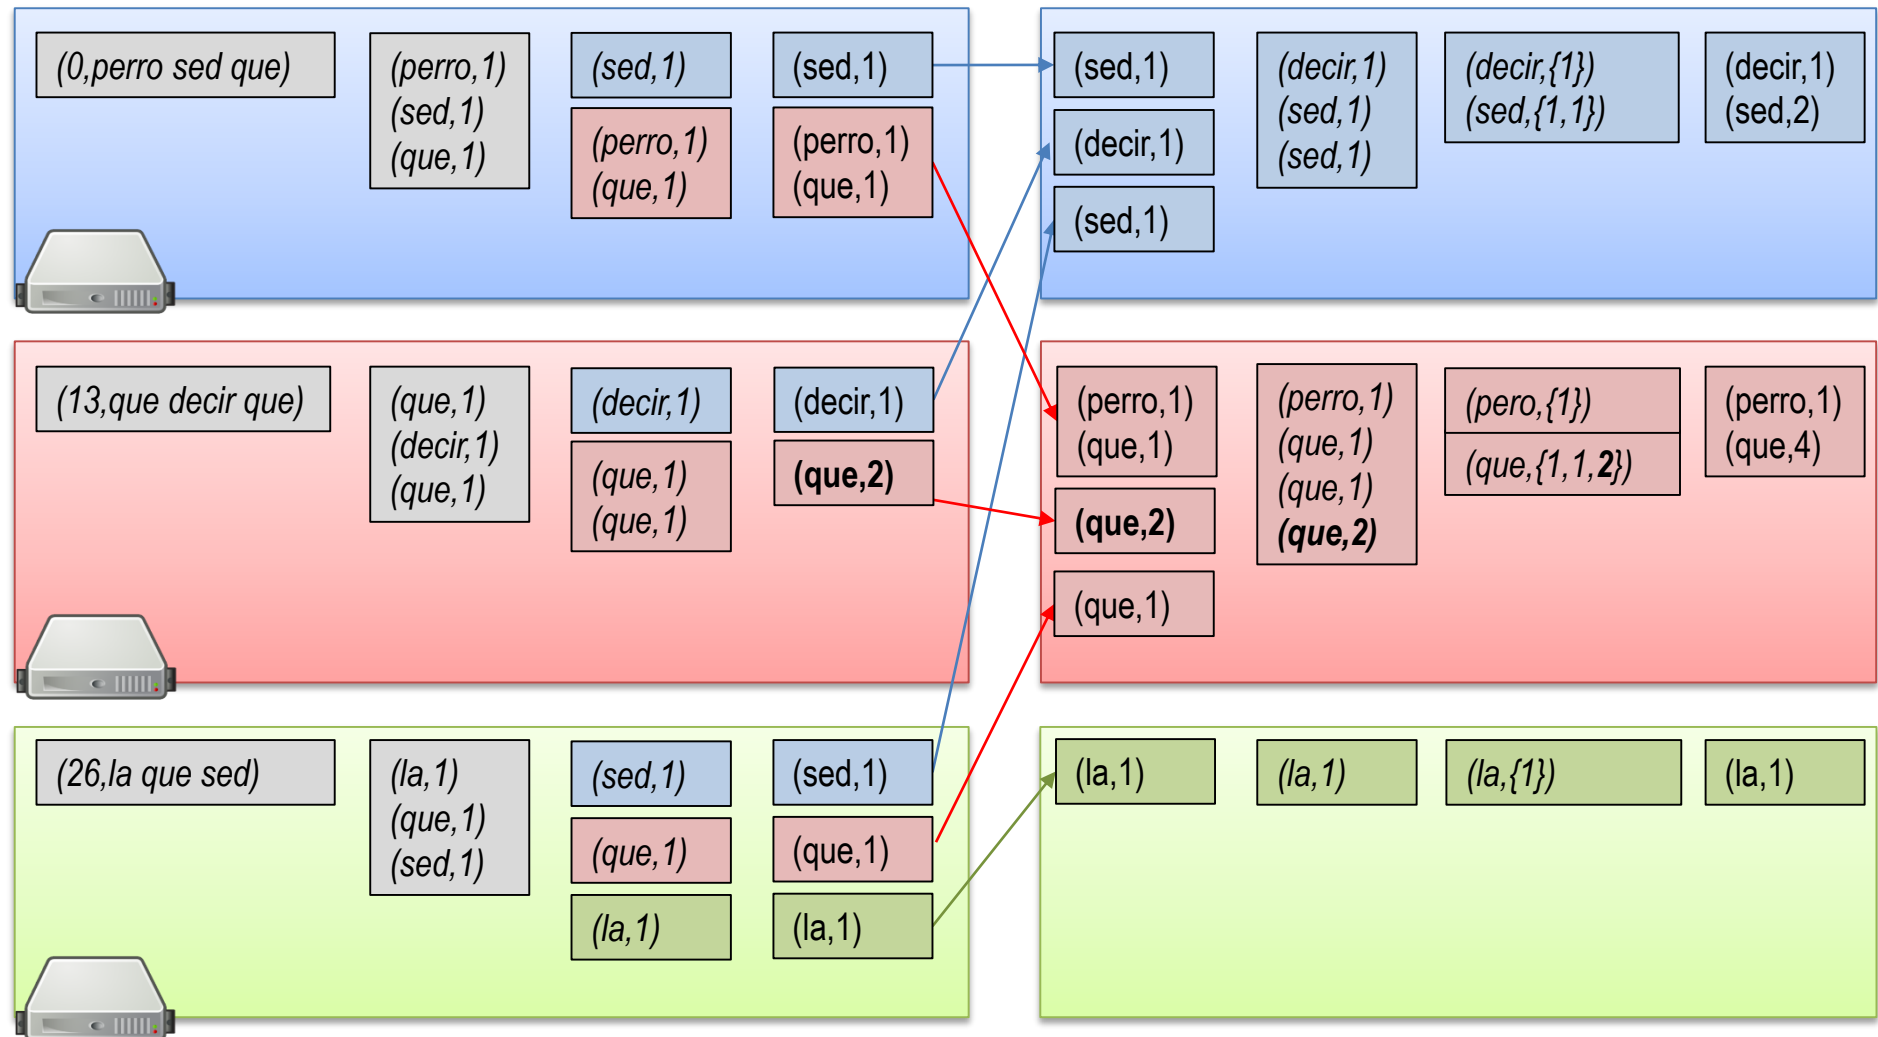 (0,perro sed que)
(perro,1)
(sed,1)
(que,1)
(sed,1)
(perro,1)
(que,1)
(sed,1)
(perro,1)
(que,1)
(sed,1)
(decir,1)
(sed,1)
(decir,1)
(sed,1)
(sed,1)
(decir,{1})
(sed,{1,1})
(decir,1)
(sed,2)
(13,que decir que)
(que,1)
(decir,1)
(que,1)
(decir,1)
(que,1)
(que,1)
(decir,1)
(que,2)
(perro,1)
(que,1)
(que,2)
(que,1)
(perro,1)
(que,1)
(que,1)
(que,2)
(pero,{1})
(que,{1,1,2})
(perro,1)
(que,4)
(26,la que sed)
(la,1)
(que,1)
(sed,1)
(sed,1)
(que,1)
(la,1)
(sed,1)
(que,1)
(la,1)
(la,1)
(la,1)
(la,{1})
(la,1)